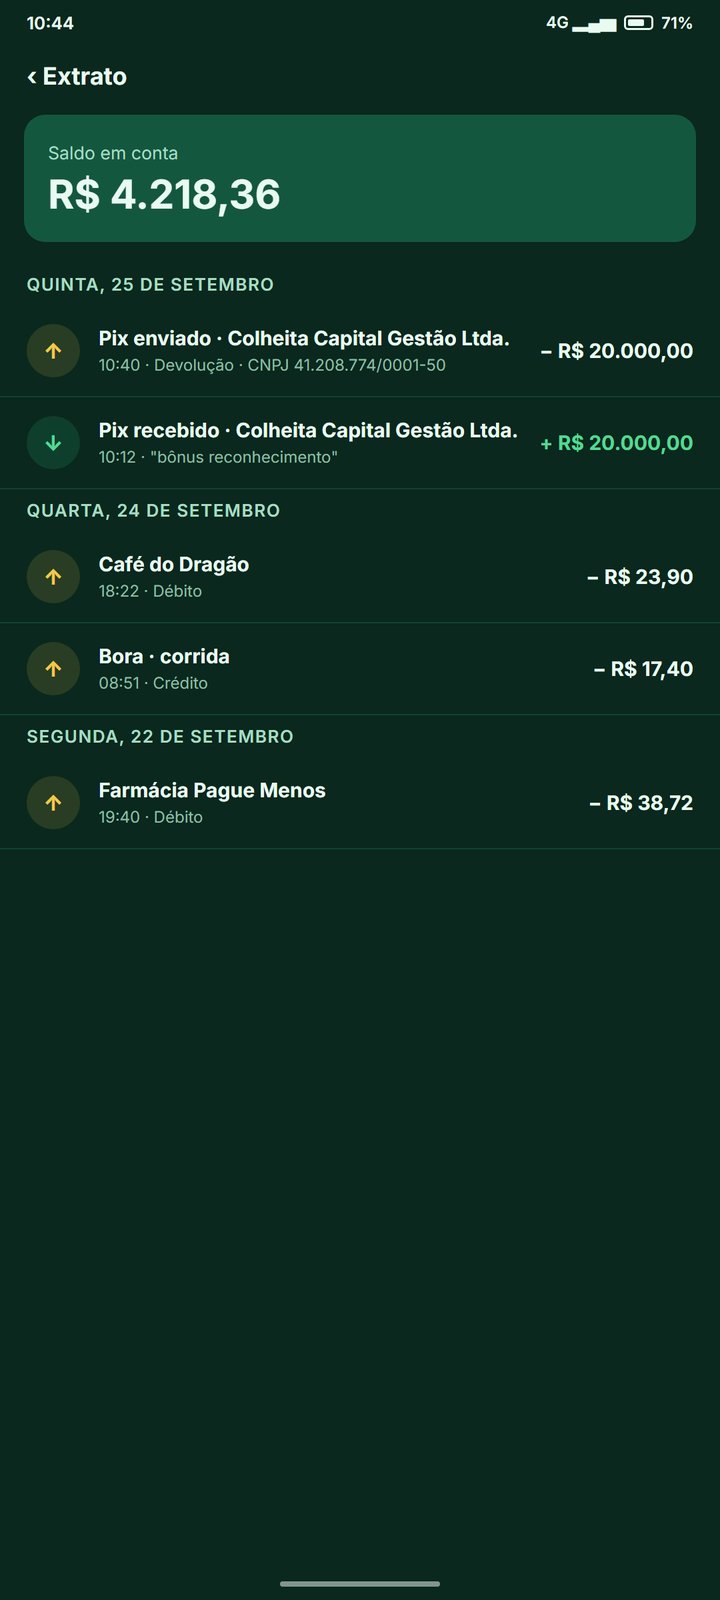 10:44
4G 71%
‹ Extrato
Saldo em conta
R$ 4.218,36
QUINTA, 25 DE SETEMBRO
Pix enviado · Colheita Capital Gestão Ltda.
10:40 · Devolução · CNPJ 41.208.774/0001-50
– R$ 20.000,00
Pix recebido · Colheita Capital Gestão Ltda.
10:12 · "bônus reconhecimento"
+ R$ 20.000,00
QUARTA, 24 DE SETEMBRO
Café do Dragão
18:22 · Débito
– R$ 23,90
Bora · corrida
08:51 · Crédito
– R$ 17,40
SEGUNDA, 22 DE SETEMBRO
Farmácia Pague Menos
19:40 · Débito
– R$ 38,72